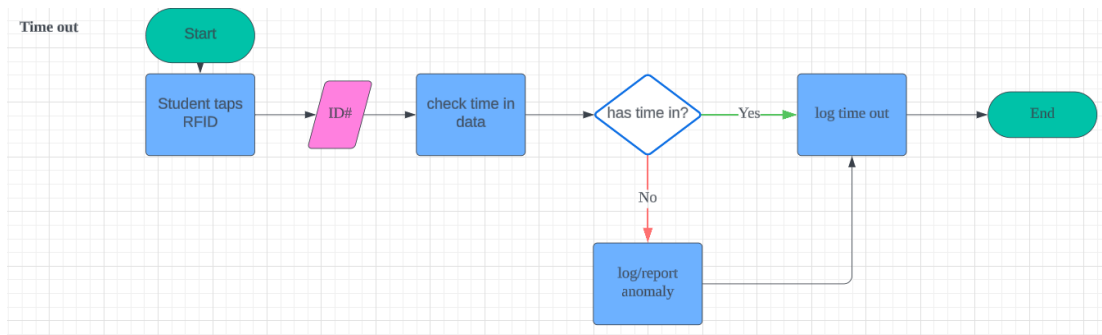 Time out
Start
Student taps
RFID
ID#
check time in
data
has time in?
Yes
log time out
End
No
log/report
anomaly